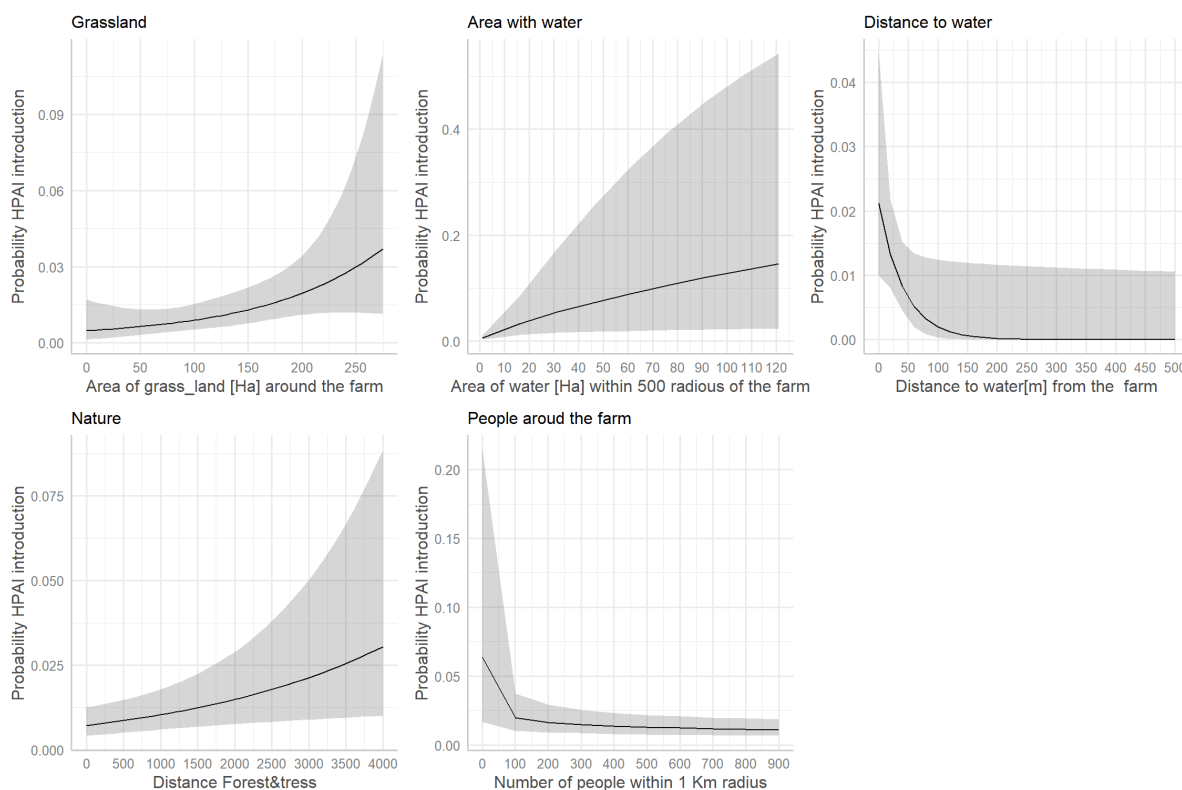 Grassland
Probability HPAI introduction
0.09
0.06
0.03
0.00
0 50 100 150 200 250
Area of grass_land [Ha] around the farm
Area with water
Probability HPAI introduction
0.4
0.2
0.0
0 10 20 30 40 50 60 70 80 90 100 110 120
Area of water [Ha] within 500 radious of the farm
Distance to water
Probability HPAI introduction
0.04
0.03
0.02
0.01
0.00
0 50 100 150 200 250 300 350 400 450 500
Distance to water[m] from the  farm
Nature
Probability HPAI introduction
0.075
0.050
0.025
0.000
0 500 1000 1500 2000 2500 3000 3500 4000
Distance Forest&tress
People aroud the farm
Probability HPAI introduction
0.20
0.15
0.10
0.05
0.00
0 100 200 300 400 500 600 700 800 900
Number of people within 1 Km radius